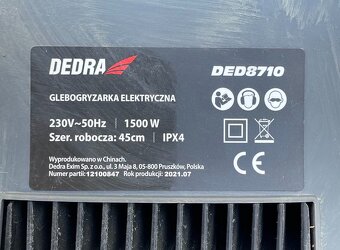 DEDRA
DED8710
GLEBOGRYZARKA ELEKTRYCZNA
230V~50Hz | 1500 W
Szer. robocza: 45cm | IPX4
Wyprodukowano w Chinach.
Dedra Exim Sp. z o.o., ul. 3 Maja 8, 05-800 Pruszków, Polska
Numer partii: 12100847 Rok produkcji: 2021.07
CE